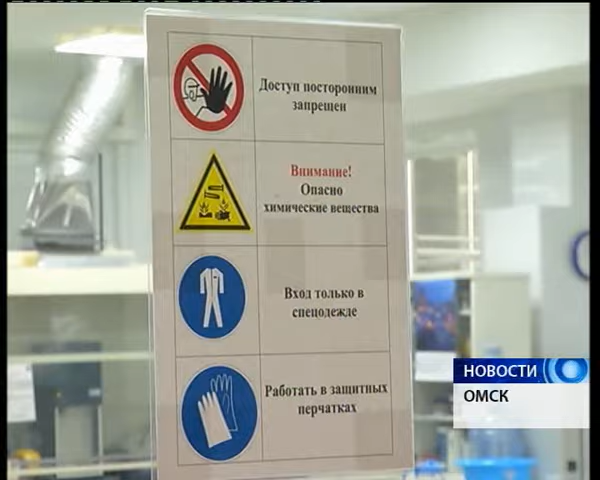 Доступ посторонним
запрещен
Внимание!
Опасно
химические вещества
Вход только в
спецодежде
Работать в защитных
перчатках
НОВОСТИ
ОМСК